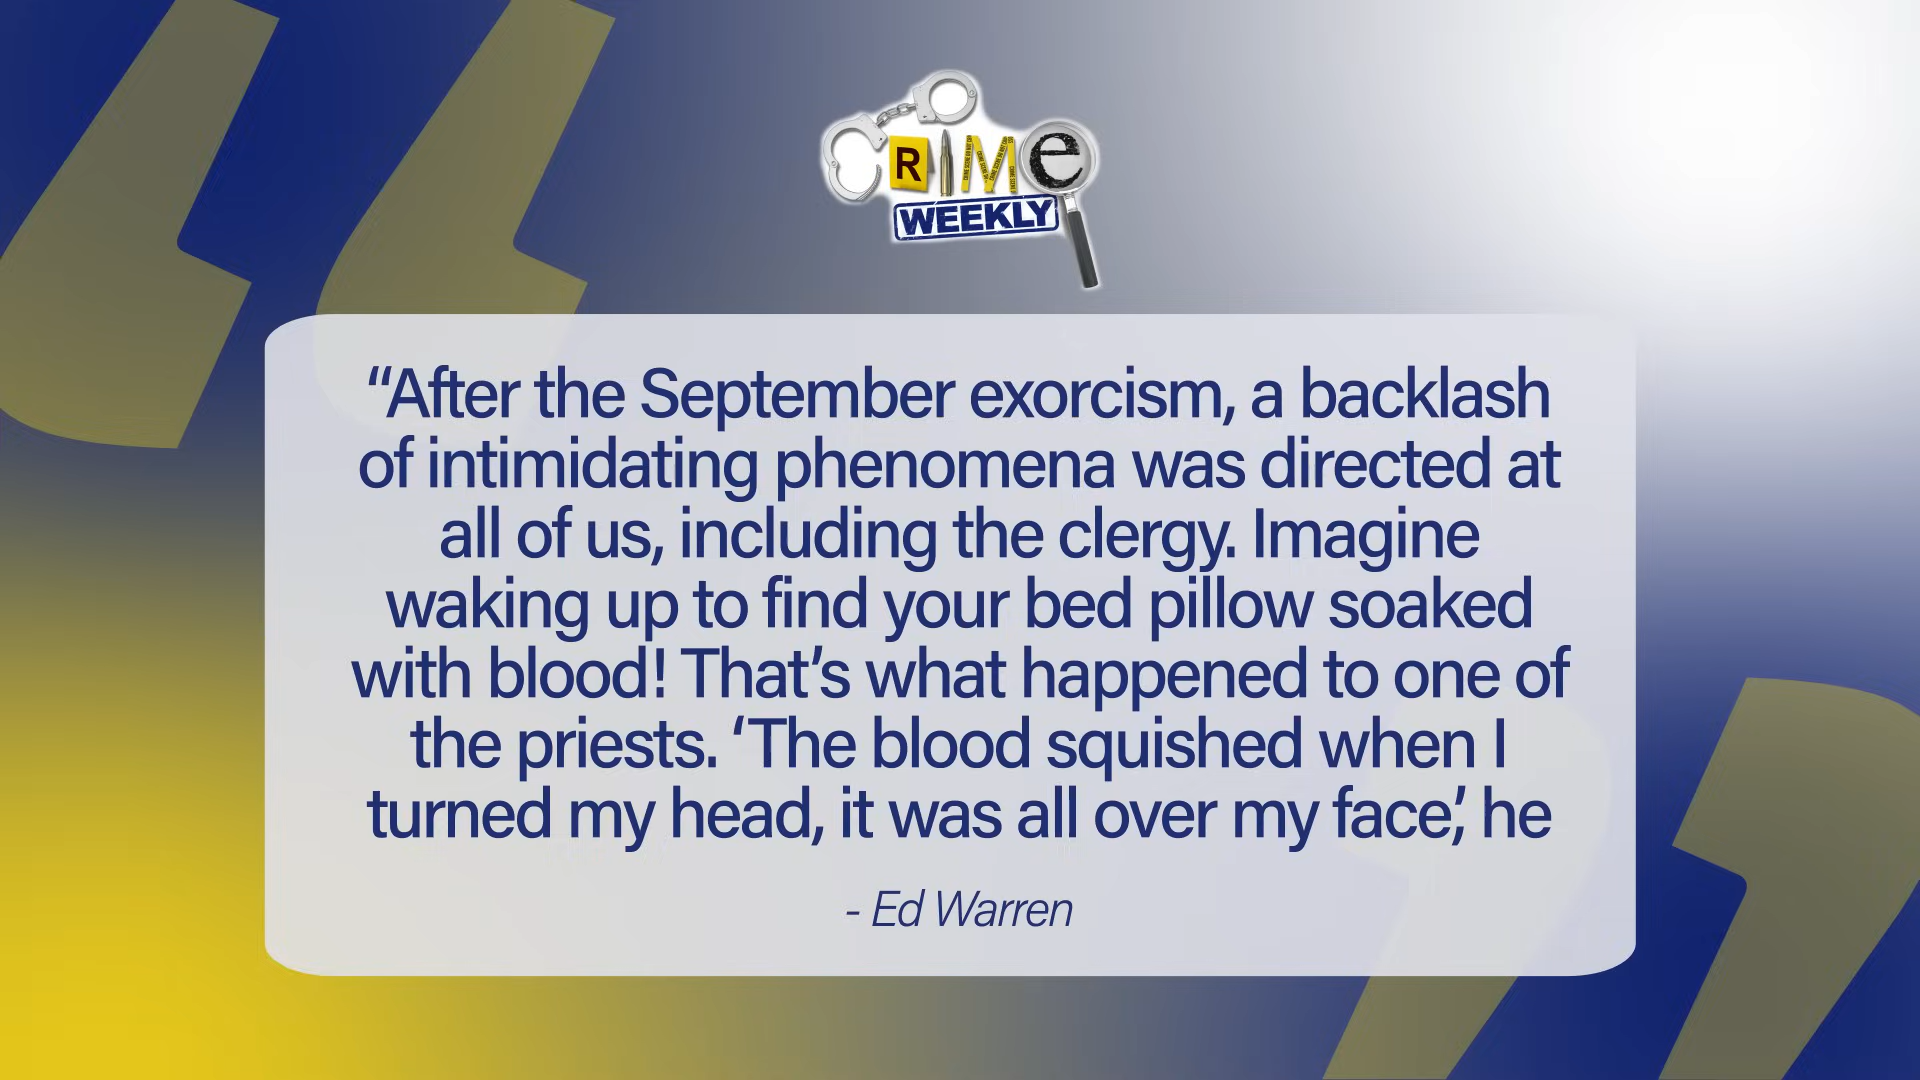 CRIMe
WEEKLY
“After the September exorcism, a backlash
of intimidating phenomena was directed at
all of us, including the clergy. Imagine
waking up to find your bed pillow soaked
with blood! That’s what happened to one of
the priests. ‘The blood squished when I
turned my head, it was all over my face,’ he
- Ed Warren